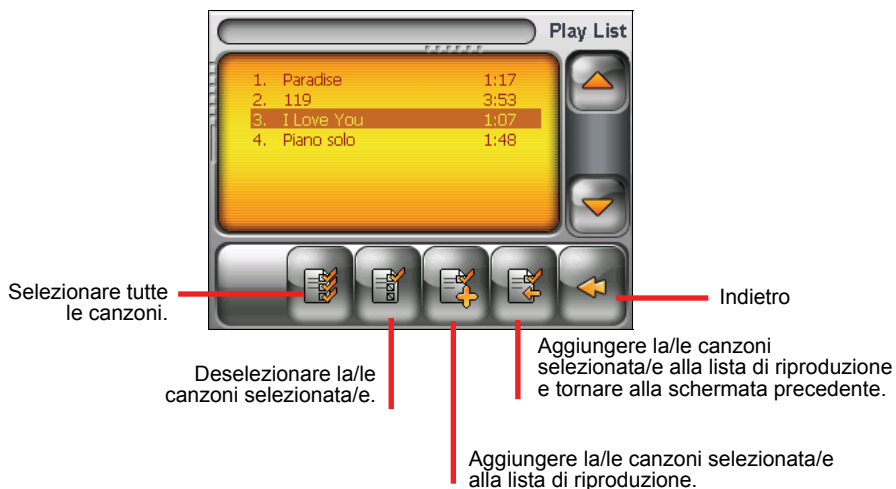 Play List
1. Paradise 1:17
2. 119 3:53
3. I Love You 1:07
4. Piano solo 1:48
Selezionare tutte
le canzoni.
Indietro
Deselezionare la/le
canzoni selezionata/e.
Aggiungere la/le canzoni
selezionata/e alla lista di riproduzione
e tornare alla schermata precedente.
Aggiungere la/le canzoni selezionata/e
alla lista di riproduzione.